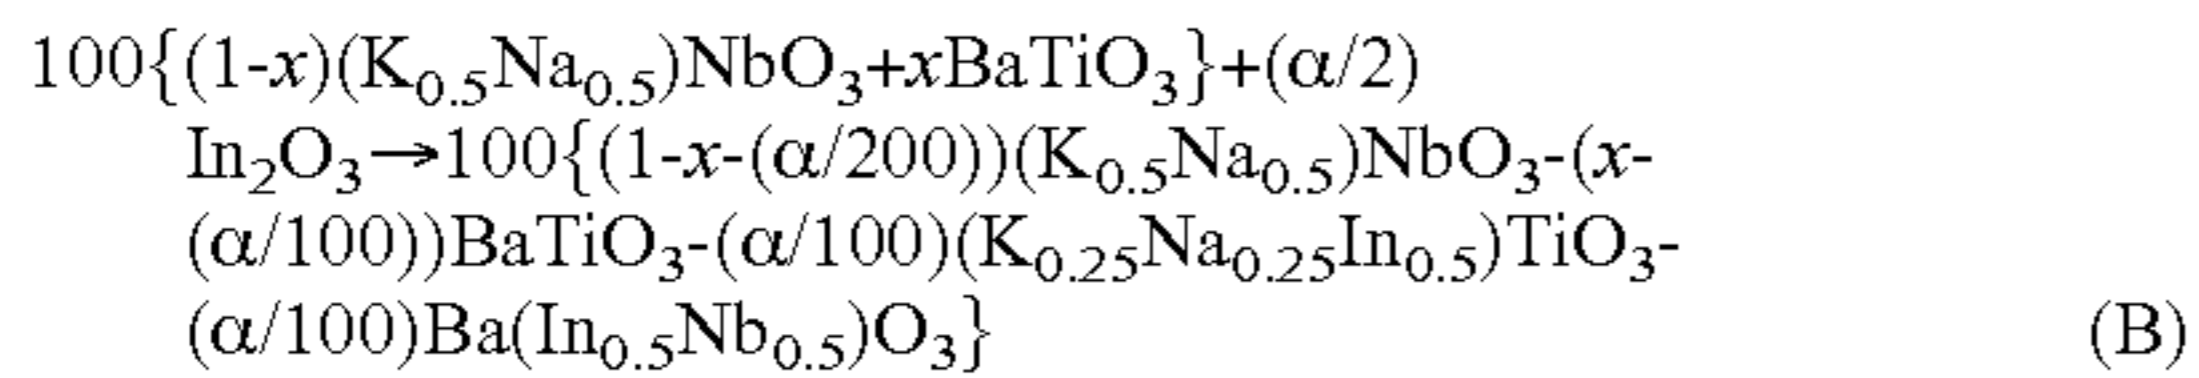 100{(1-x)(K₀.₅Na₀.₅)NbO₃+xBaTiO₃}+(α/2)
In₂O₃→100{(1-x-(α/200))(K₀.₅Na₀.₅)NbO₃-(x-
(α/100))BaTiO₃-(α/100)(K₀.₂₅Na₀.₂₅In₀.₅)TiO₃-
(α/100)Ba(In₀.₅Nb₀.₅)O₃} (B)